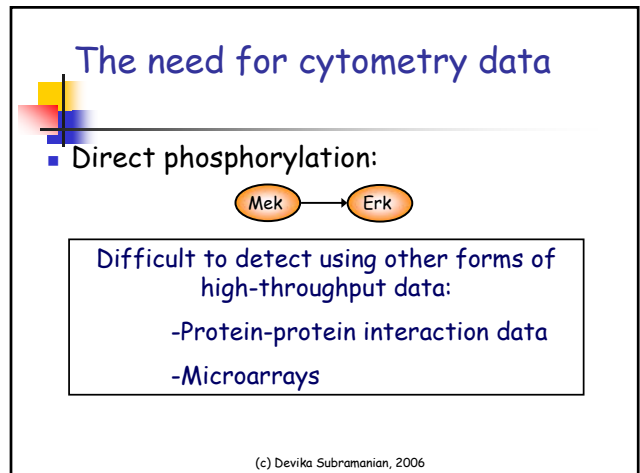 The need for cytometry data
Direct phosphorylation:
Mek Erk
Difficult to detect using other forms of
high-throughput data:
-Protein-protein interaction data
-Microarrays
(c) Devika Subramanian, 2006